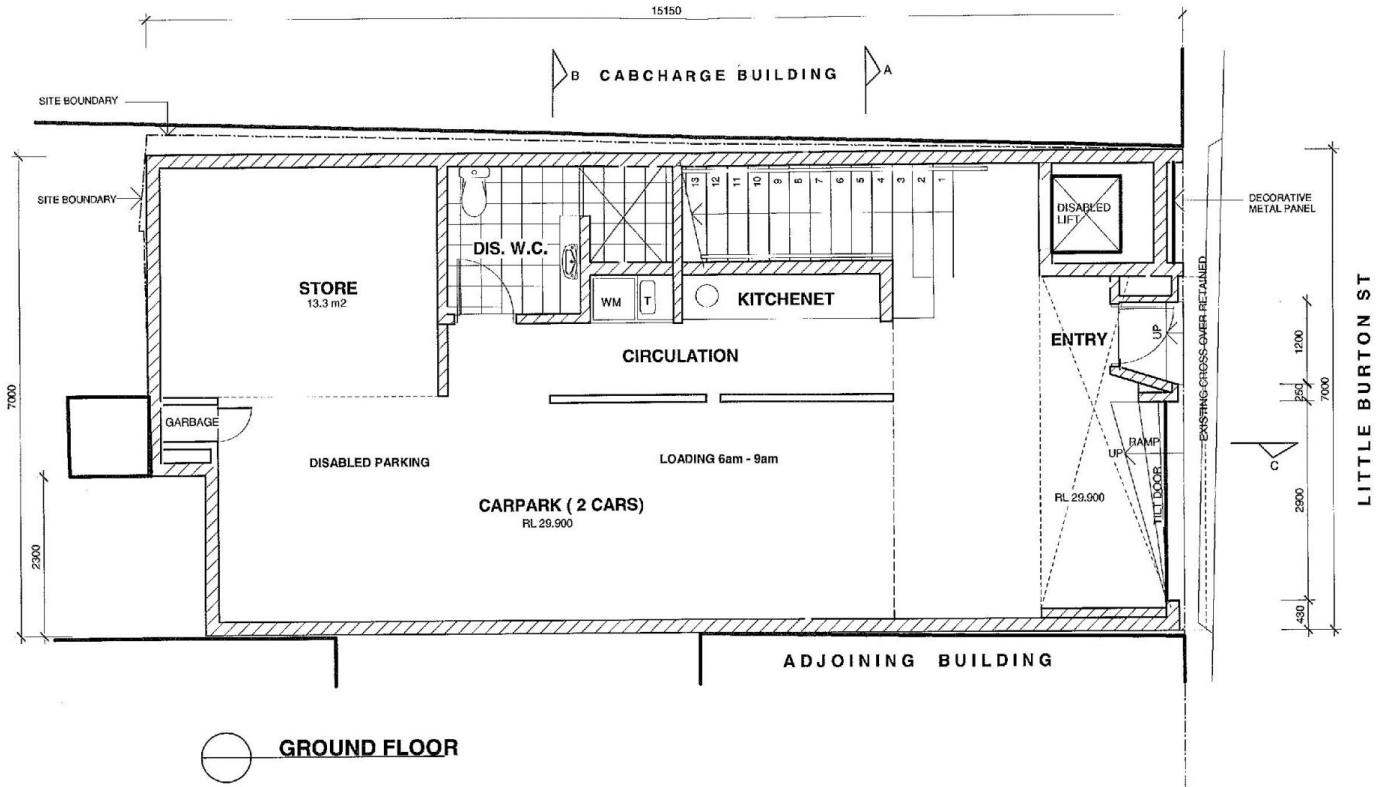 15150
B CABCHARGE BUILDING A
SITE BOUNDARY
SITE BOUNDARY
13 12 11 10 9 8 7 6 5 4 3 2 1
DISABLED
LIFT
DECORATIVE
METAL PANEL
DIS. W.C.
STORE
13.3 m2
WM T KITCHENET
CIRCULATION
ENTRY
UP
EXISTING CROSS OVER RETAINED
1200
250
7000
7000
LITTLE BURTON ST
GARBAGE
DISABLED PARKING
LOADING 6am - 9am
RAMP
UP
TILT DOOR
C
CARPARK ( 2 CARS)
RL 29.900
RL 29.900
2900
2300
430
ADJOINING BUILDING
GROUND FLOOR